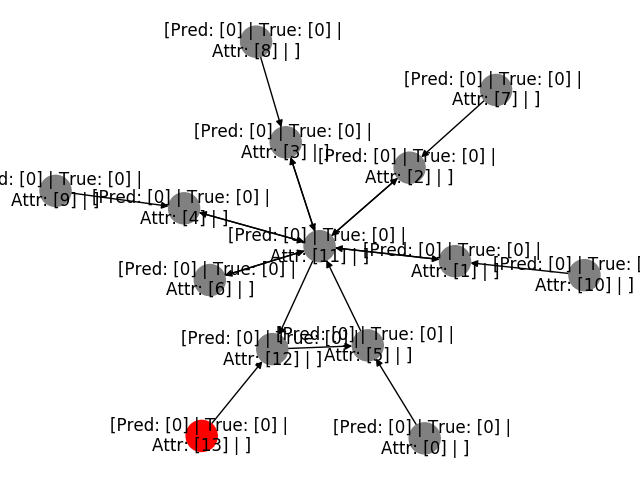 [Pred: [0] | True: [0] |
Attr: [8] | ]
[Pred: [0] | True: [0] |
Attr: [7] | ]
[Pred: [0] | True: [0] |
Attr: [3] | ]
[Pred: [0] | True: [0] |
Attr: [2] | ]
d: [0] | True: [0] |
Attr: [9] | ]
[Pred: [0] | True: [0] |
Attr: [4] | ]
[Pred: [0] | True: [0] |
Attr: [11] | ]
[Pred: [0] | True: [0] |
Attr: [1] | ]
[Pred: [0] | True: [
Attr: [10] | ]
[Pred: [0] | True: [0] |
Attr: [6] | ]
[Pred: [0] | True: [0] |
Attr: [12] | ]
[Pred: [0] | True: [0] |
Attr: [5] | ]
[Pred: [0] | True: [0] |
Attr: [13] | ]
[Pred: [0] | True: [0] |
Attr: [0] | ]